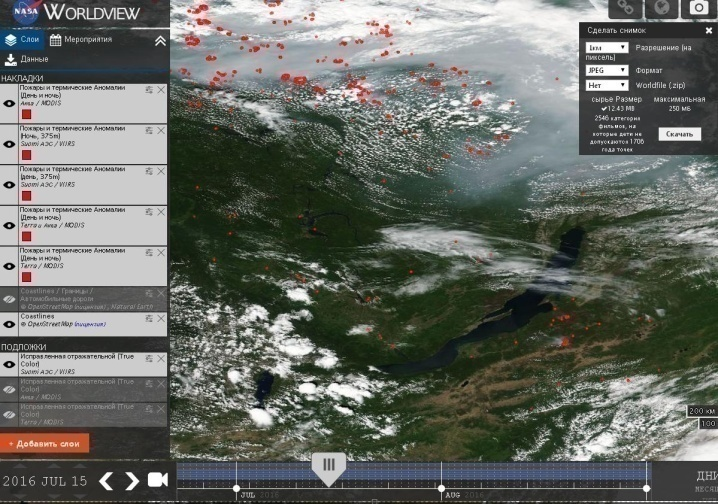 NASA WORLDVIEW
Слои
Мероприятия
Данные
НАКЛАДКИ
Пожары и термические Аномалии
(День и ночь)
Аква / MODIS
Пожары и термические Аномалии
(Ночь, 375m)
Suomi АЭС / VIIRS
Пожары и термические Аномалии
(день, 375m)
Suomi АЭС / VIIRS
Пожары и термические Аномалии
(День и ночь)
Terra и Аква / MODIS
Пожары и термические Аномалии
(День и ночь)
Terra / MODIS
Coastlines / Границы /
Автомобильные дороги
© OpenStreetMap (лицензия), Natural Earth
Coastlines
© OpenStreetMap (лицензия)
ПОДЛОЖКИ
Исправленная отражательной (True
Color)
Suomi АЭС / VIIRS
Исправленная отражательной (True
Color)
Аква / MODIS
Исправленная отражательной (True
Color)
Terra / MODIS
+ Добавить слои
2016 JUL 15
Сделать снимок
1км
Разрешение (на
пиксель)
JPEG
Формат
Нет
Worldfile (.zip)
сырье Размер
максимальная
12.43 MB
250 МБ
2546 категория
фильмов, на
которые дети не
допускаются 1706
года точек
Скачать
200 км
100
JUL 2016
AUG 2016
ДНИ
МЕСЯЦ